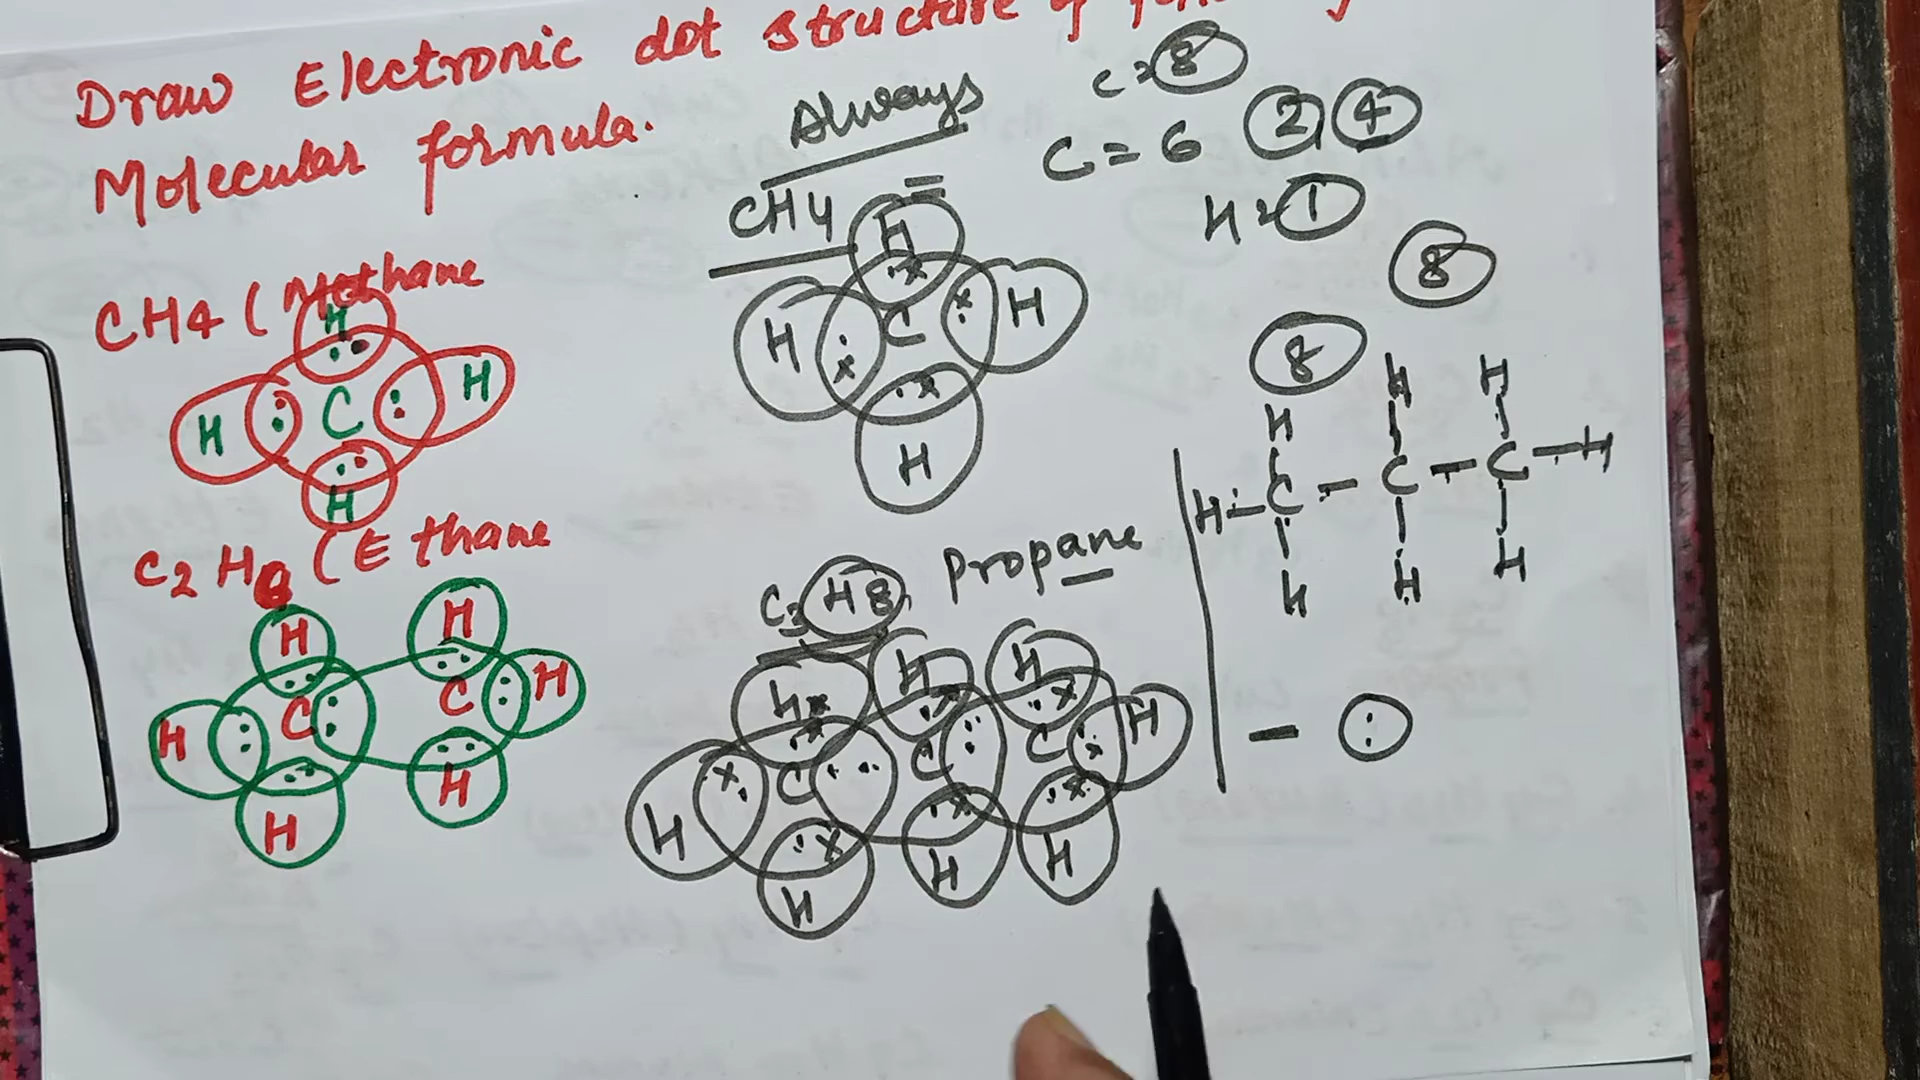 Draw Electronic dot structure of
Molecular formula.
Always
C = 8
C = 6 2, 4
H = 1
8
CH4 (Methane
H
H C H
H
CH4
H
H C H
H
8
H H H
H - C - C - C - H
H H H
C2H6 (Ethane
H H
H C C H
H H
C3H8 Propane
H H H
H C C C H
H H H
- :